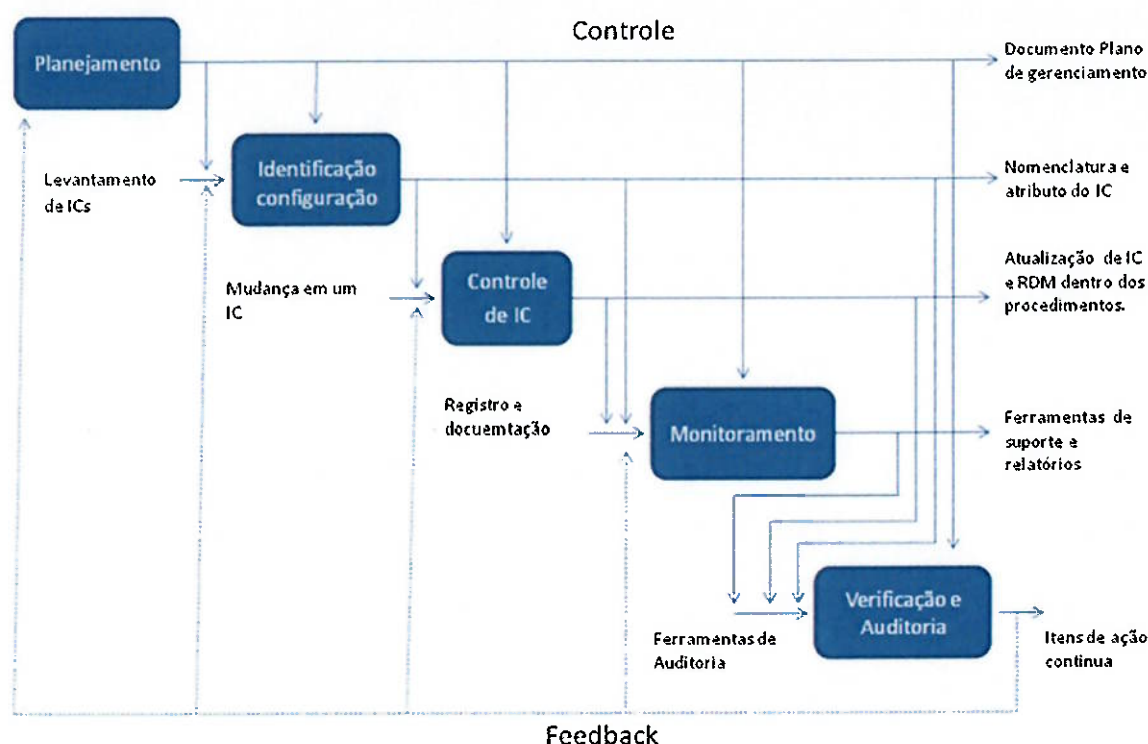 Controle
Planejamento
Documento Plano
de gerenciamento
Identificação
configuração
Levantamento
de ICs
Nomenclatura e
atributo do IC
Mudança em um
IC
Controle
de IC
Atualização de IC
e RDM dentro dos
procedimentos.
Registro e
docuemtação
Monitoramento
Ferramentas de
suporte e
relatórios
Ferramentas de
Auditoria
Verificação e
Auditoria
Itens de ação
continua
Feedback